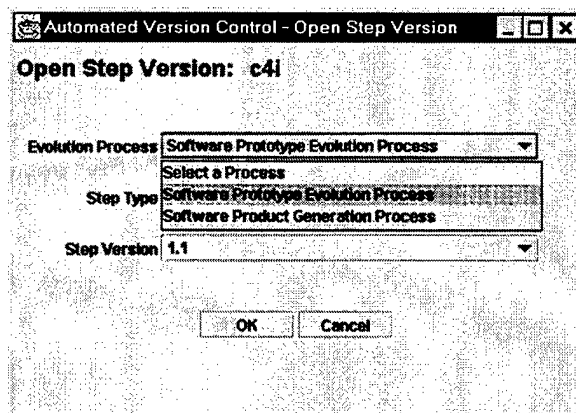 Automated Version Control - Open Step Version
Open Step Version: c4i
Evolution Process Software Prototype Evolution Process
Select a Process
Step Type Software Prototype Evolution Process
Software Product Generation Process
Step Version 1.1
OK Cancel